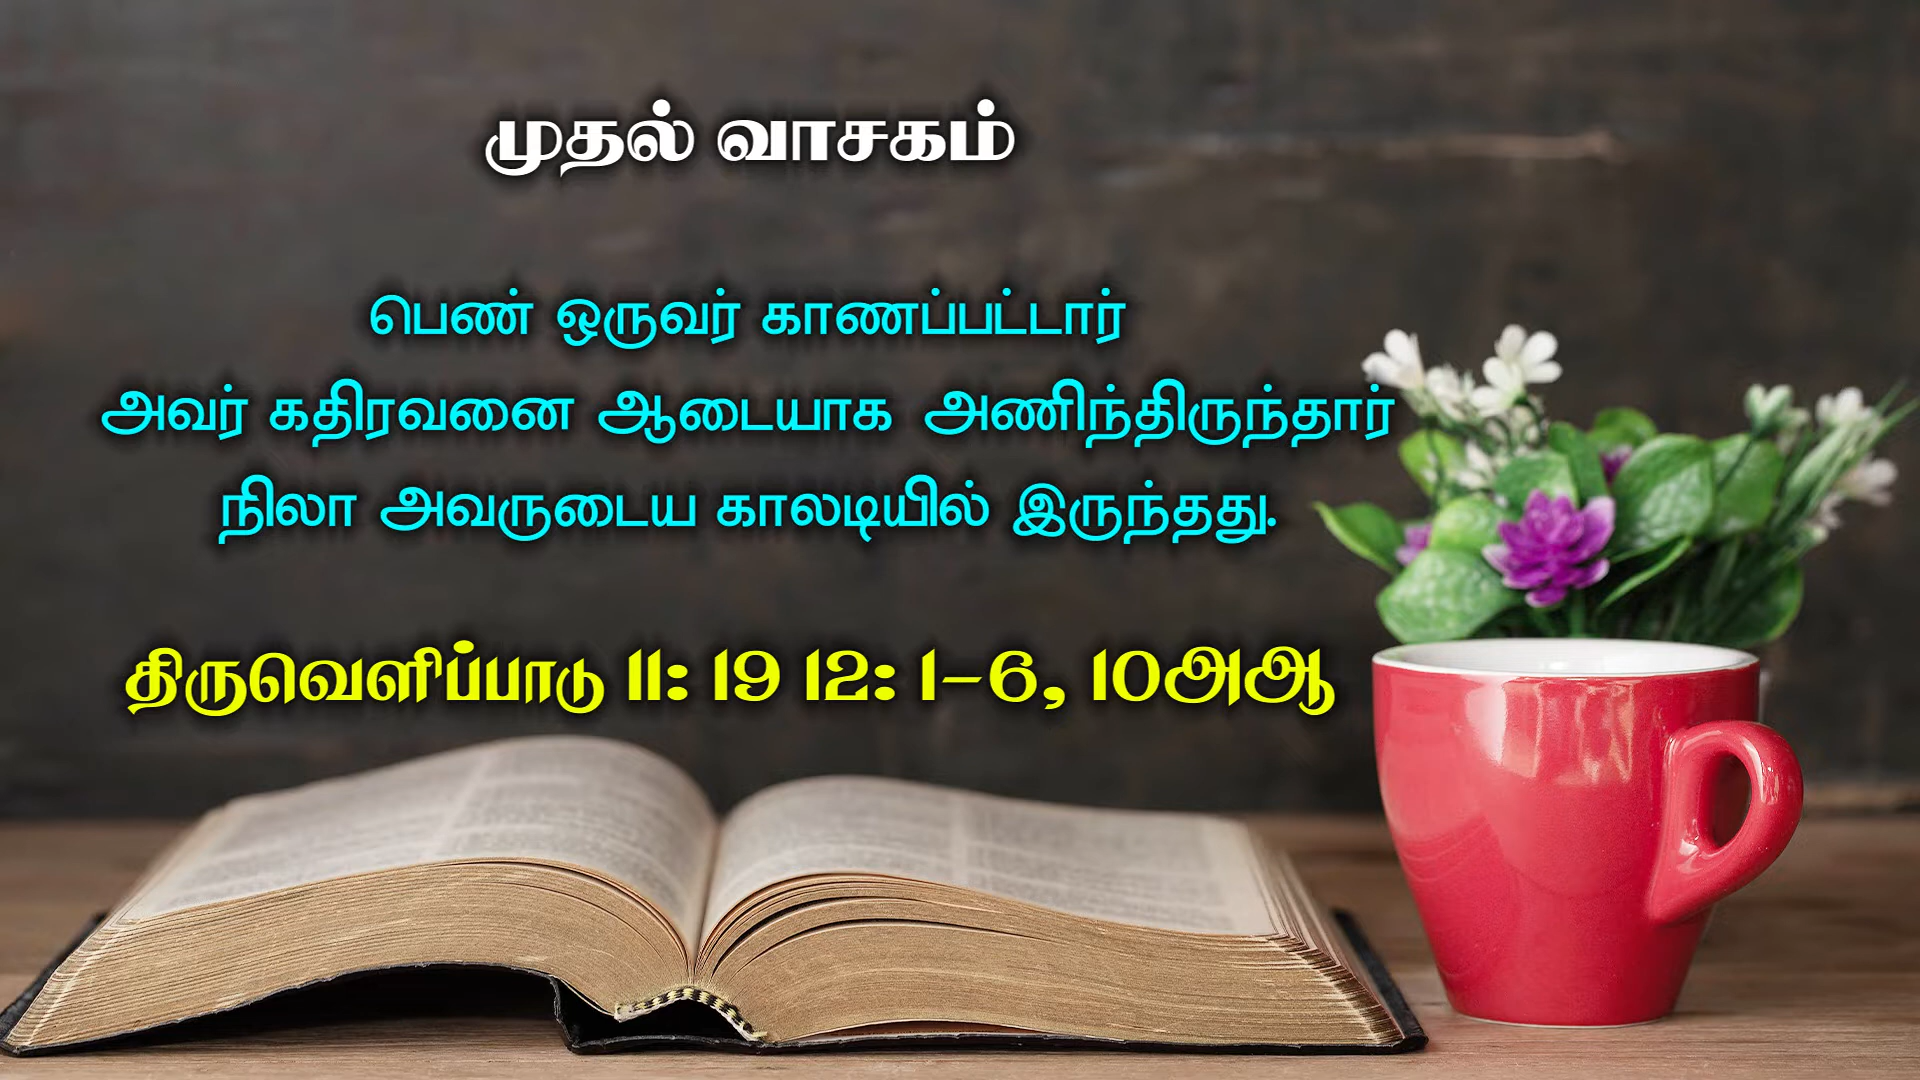 முதல் வாசகம்
பெண் ஒருவர் காணப்பட்டார்
அவர் கதிரவனை ஆடையாக அணிந்திருந்தார்
நிலா அவருடைய காலடியில் இருந்தது.
திருவெளிப்பாடு 11: 19 12: 1-6, 10அஆ